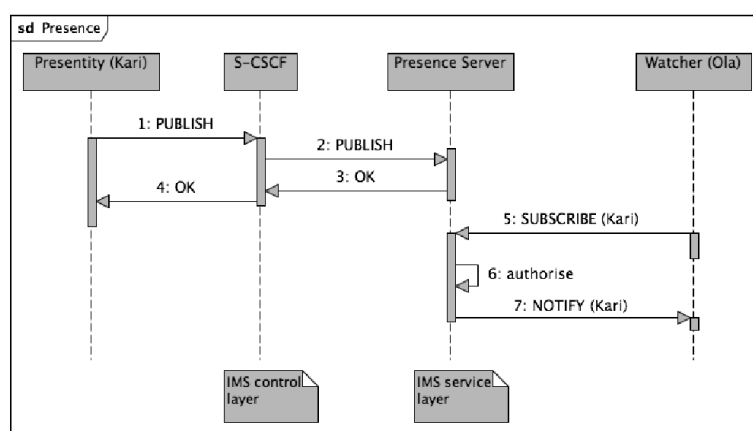 sd Presence
Presentity (Kari)
S-CSCF
Presence Server
Watcher (Ola)
1: PUBLISH
2: PUBLISH
3: OK
4: OK
5: SUBSCRIBE (Kari)
6: authorise
7: NOTIFY (Kari)
IMS control
layer
IMS service
layer